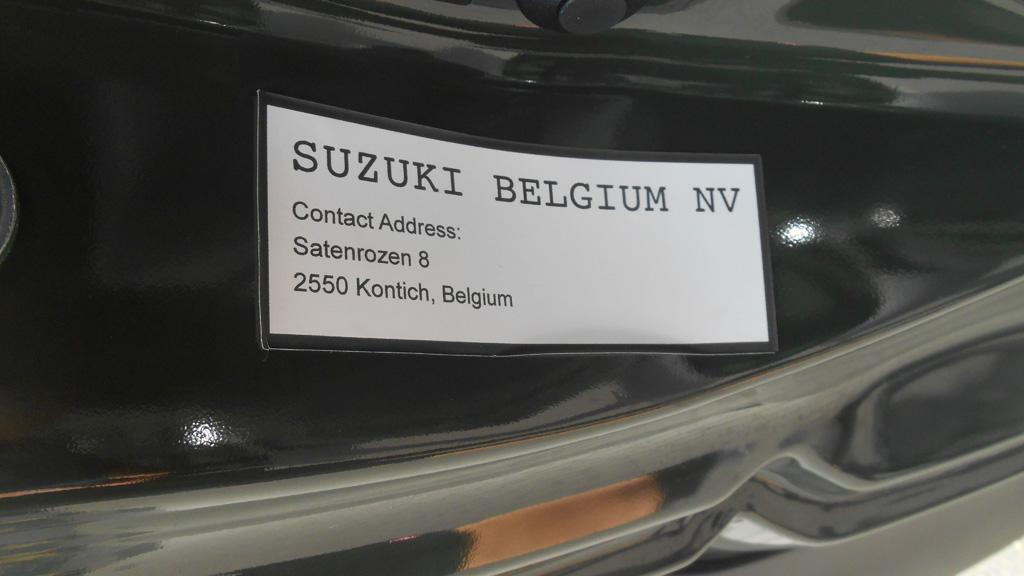 SUZUKI BELGIUM NV
Contact Address:
Satenrozen 8
2550 Kontich, Belgium